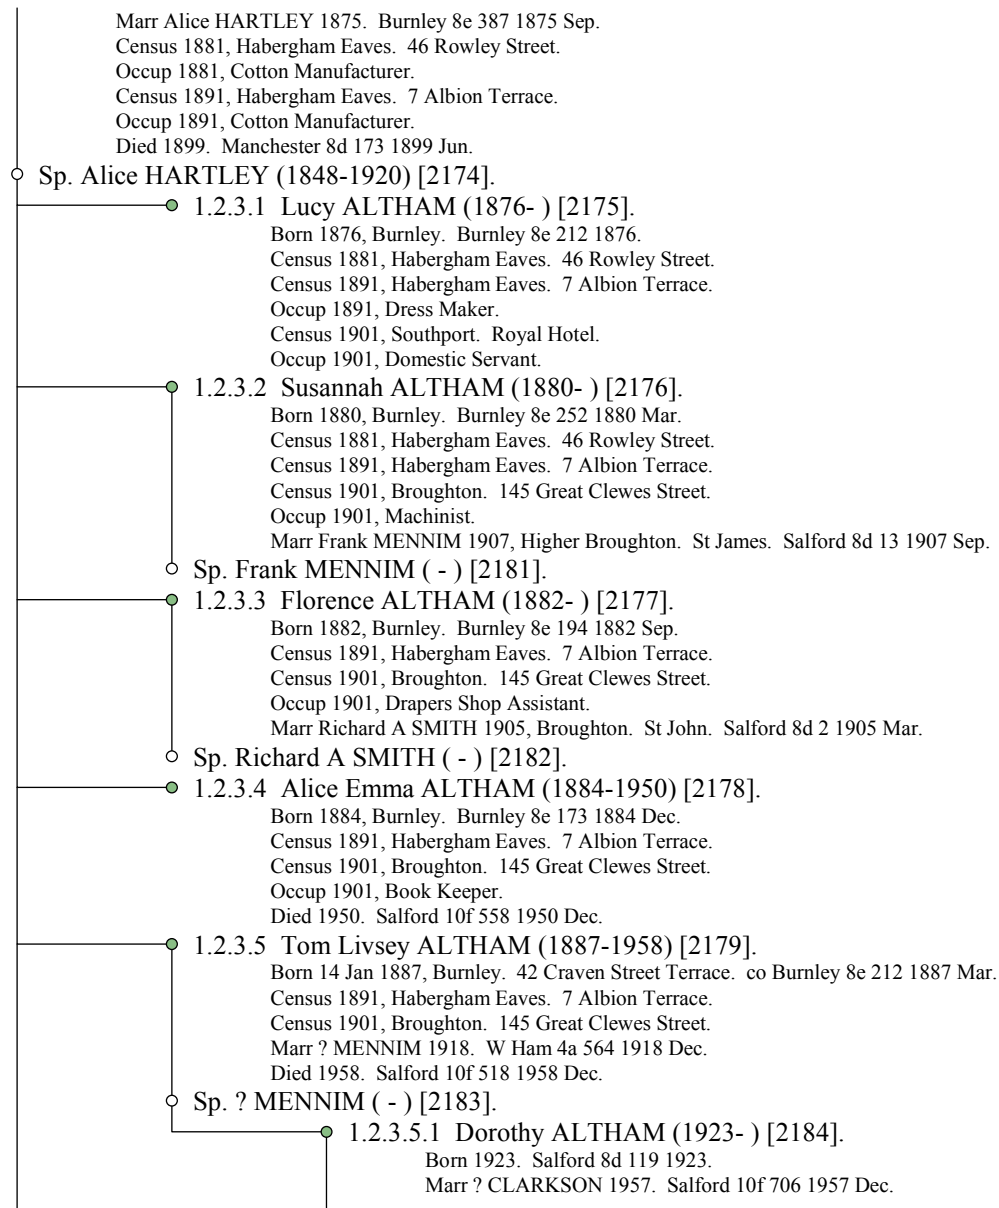 Marr Alice HARTLEY 1875.  Burnley 8e 387 1875 Sep.
Census 1881, Habergham Eaves.  46 Rowley Street.
Occup 1881, Cotton Manufacturer.
Census 1891, Habergham Eaves.  7 Albion Terrace.
Occup 1891, Cotton Manufacturer.
Died 1899.  Manchester 8d 173 1899 Jun.
Sp. Alice HARTLEY (1848-1920) [2174].
1.2.3.1  Lucy ALTHAM (1876- ) [2175].
Born 1876, Burnley.  Burnley 8e 212 1876.
Census 1881, Habergham Eaves.  46 Rowley Street.
Census 1891, Habergham Eaves.  7 Albion Terrace.
Occup 1891, Dress Maker.
Census 1901, Southport.  Royal Hotel.
Occup 1901, Domestic Servant.
1.2.3.2  Susannah ALTHAM (1880- ) [2176].
Born 1880, Burnley.  Burnley 8e 252 1880 Mar.
Census 1881, Habergham Eaves.  46 Rowley Street.
Census 1891, Habergham Eaves.  7 Albion Terrace.
Census 1901, Broughton.  145 Great Clewes Street.
Occup 1901, Machinist.
Marr Frank MENNIM 1907, Higher Broughton.  St James.  Salford 8d 13 1907 Sep.
Sp. Frank MENNIM ( - ) [2181].
1.2.3.3  Florence ALTHAM (1882- ) [2177].
Born 1882, Burnley.  Burnley 8e 194 1882 Sep.
Census 1891, Habergham Eaves.  7 Albion Terrace.
Census 1901, Broughton.  145 Great Clewes Street.
Occup 1901, Drapers Shop Assistant.
Marr Richard A SMITH 1905, Broughton.  St John.  Salford 8d 2 1905 Mar.
Sp. Richard A SMITH ( - ) [2182].
1.2.3.4  Alice Emma ALTHAM (1884-1950) [2178].
Born 1884, Burnley.  Burnley 8e 173 1884 Dec.
Census 1891, Habergham Eaves.  7 Albion Terrace.
Census 1901, Broughton.  145 Great Clewes Street.
Occup 1901, Book Keeper.
Died 1950.  Salford 10f 558 1950 Dec.
1.2.3.5  Tom Livsey ALTHAM (1887-1958) [2179].
Born 14 Jan 1887, Burnley.  42 Craven Street Terrace.  co Burnley 8e 212 1887 Mar.
Census 1891, Habergham Eaves.  7 Albion Terrace.
Census 1901, Broughton.  145 Great Clewes Street.
Marr ? MENNIM 1918.  W Ham 4a 564 1918 Dec.
Died 1958.  Salford 10f 518 1958 Dec.
Sp. ? MENNIM ( - ) [2183].
1.2.3.5.1  Dorothy ALTHAM (1923- ) [2184].
Born 1923.  Salford 8d 119 1923.
Marr ? CLARKSON 1957.  Salford 10f 706 1957 Dec.